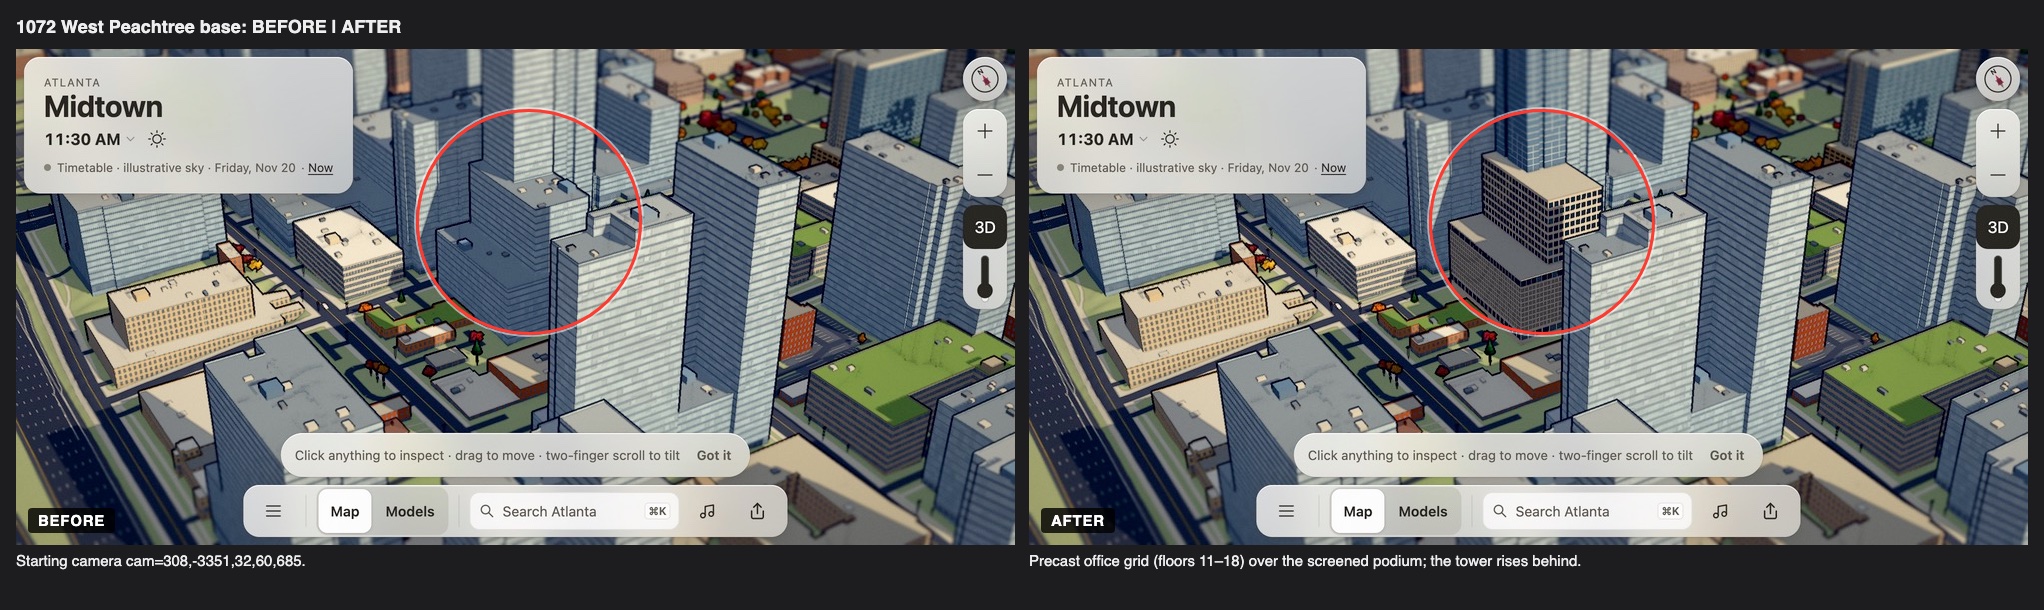 1072 West Peachtree base: BEFORE | AFTER
ATLANTA
Midtown
11:30 AM
Timetable · illustrative sky · Friday, Nov 20 · Now
N
+
−
3D
Click anything to inspect · drag to move · two-finger scroll to tilt Got it
Map Models Search Atlanta ⌘K
BEFORE
Starting camera cam=308,-3351,32,60,685.
ATLANTA
Midtown
11:30 AM
Timetable · illustrative sky · Friday, Nov 20 · Now
N
+
−
3D
Click anything to inspect · drag to move · two-finger scroll to tilt Got it
Map Models Search Atlanta ⌘K
AFTER
Precast office grid (floors 11–18) over the screened podium; the tower rises behind.